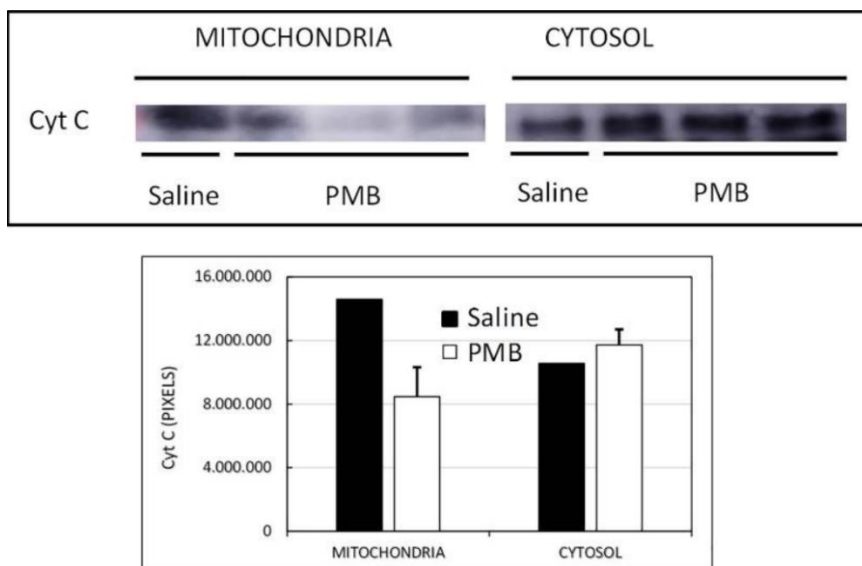 MITOCHONDRIA CYTOSOL
Cyt C
Saline PMB Saline PMB
16.000.000
Saline
12.000.000
PMB
8.000.000
Cyt C (PIXELS)
4.000.000
0
MITOCHONDRIA CYTOSOL